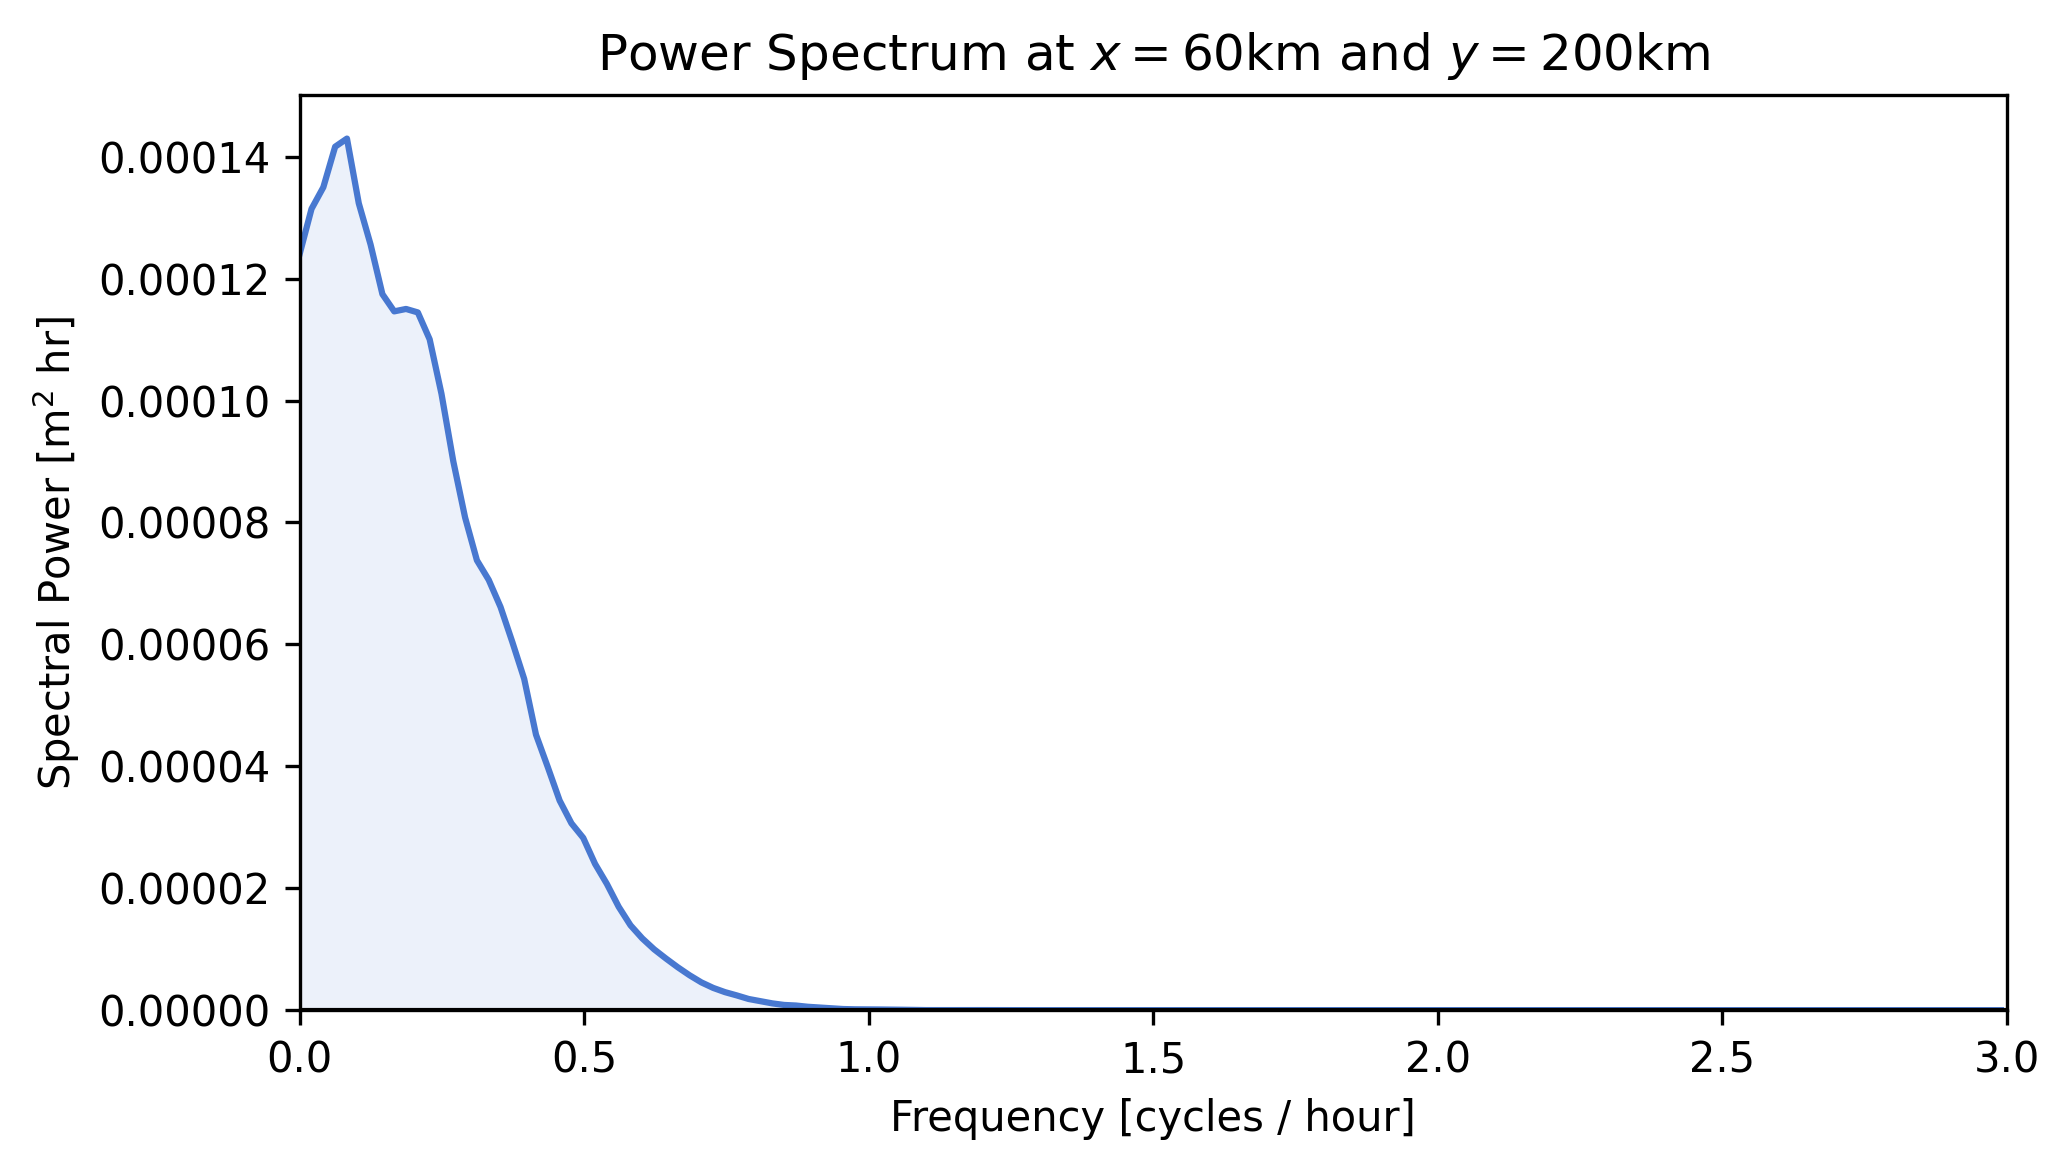 Power Spectrum at x = 60km and y = 200km
Spectral Power [m² hr]
0.00014
0.00012
0.00010
0.00008
0.00006
0.00004
0.00002
0.00000
0.0 0.5 1.0 1.5 2.0 2.5 3.0
Frequency [cycles / hour]